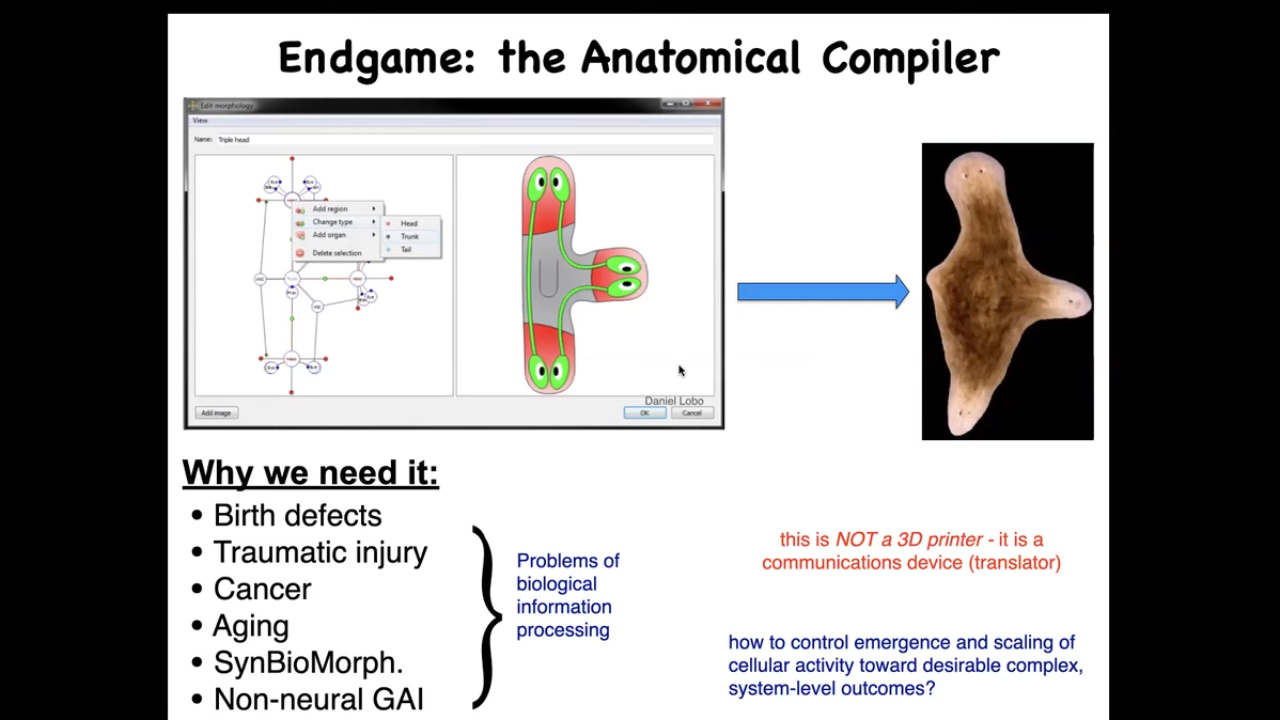 Endgame: the Anatomical Compiler
Edit morphology
View
Name: Triple head
Add region
Change type
Add organ
Delete selection
Head
Trunk
Tail
Daniel Lobo
Add image
OK
Cancel
Why we need it:
• Birth defects
• Traumatic injury
• Cancer
• Aging
• SynBioMorph.
• Non-neural GAI
Problems of
biological
information
processing
this is NOT a 3D printer - it is a
communications device (translator)
how to control emergence and scaling of
cellular activity toward desirable complex,
system-level outcomes?